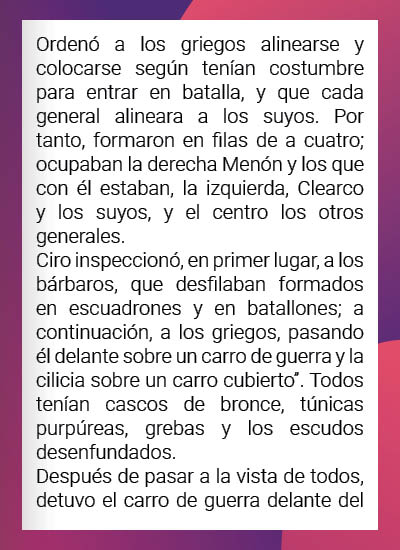 Ordenó a los griegos alinearse y
colocarse según tenían costumbre
para entrar en batalla, y que cada
general alineara a los suyos. Por
tanto, formaron en filas de a cuatro;
ocupaban la derecha Menón y los que
con él estaban, la izquierda, Clearco
y los suyos, y el centro los otros
generales.
Ciro inspeccionó, en primer lugar, a los
bárbaros, que desfilaban formados
en escuadrones y en batallones; a
continuación, a los griegos, pasando
él delante sobre un carro de guerra y la
cilicia sobre un carro cubierto”. Todos
tenían cascos de bronce, túnicas
purpúreas, grebas y los escudos
desenfundados.
Después de pasar a la vista de todos,
detuvo el carro de guerra delante del